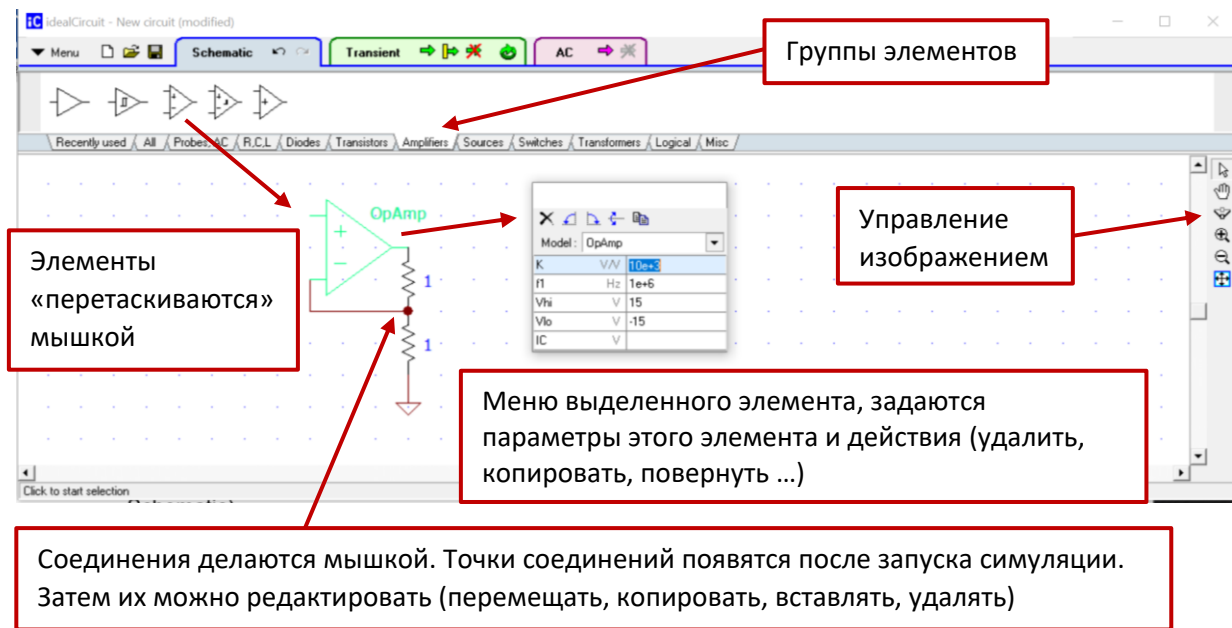 idealCircuit - New circuit (modified)
Menu Schematic Transient AC
Группы элементов
Recently used All Probes, AC R,C,L Diodes Transistors Amplifiers Sources Switches Transformers Logical Misc
OpAmp
+
−
1
1
Элементы
«перетаскиваются»
мышкой
Model: OpAmp
K V/V 10e+3
f1 Hz 1e+6
Vhi V 15
Vlo V -15
IC V
Управление
изображением
Меню выделенного элемента, задаются
параметры этого элемента и действия (удалить,
копировать, повернуть …)
Click to start selection
Соединения делаются мышкой. Точки соединений появятся после запуска симуляции.
Затем их можно редактировать (перемещать, копировать, вставлять, удалять)